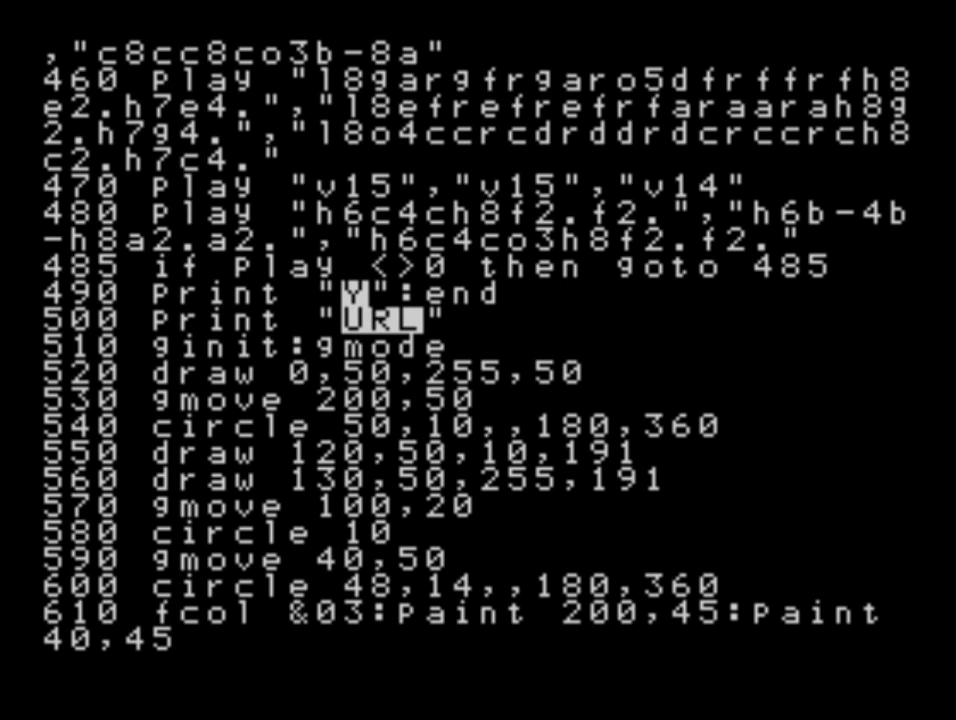 ,"c8cc8co3b-8a"
460 play "l8gargfrgaro5dfrffrfh8
e2.h7e4.","l8efrefrefrfaraarah8g
2.h7g4.","l8o4ccrcdrddrdcrccrch8
c2.h7c4."
470 play "v15","v15","v14"
480 play "h6c4ch8f2.f2.","h6b-4b
-h8a2.a2.","h6c4co3h8f2.f2."
485 if play <>0 then goto 485
490 print "Y":end
500 print "URL"
510 ginit:gmode
520 draw 0,50,255,50
530 gmove 200,50
540 circle 50,10,,180,360
550 draw 120,50,10,191
560 draw 130,50,255,191
570 gmove 100,20
580 circle 10
590 gmove 40,50
600 circle 48,14,,180,360
610 fcol &03:paint 200,45:paint
40,45